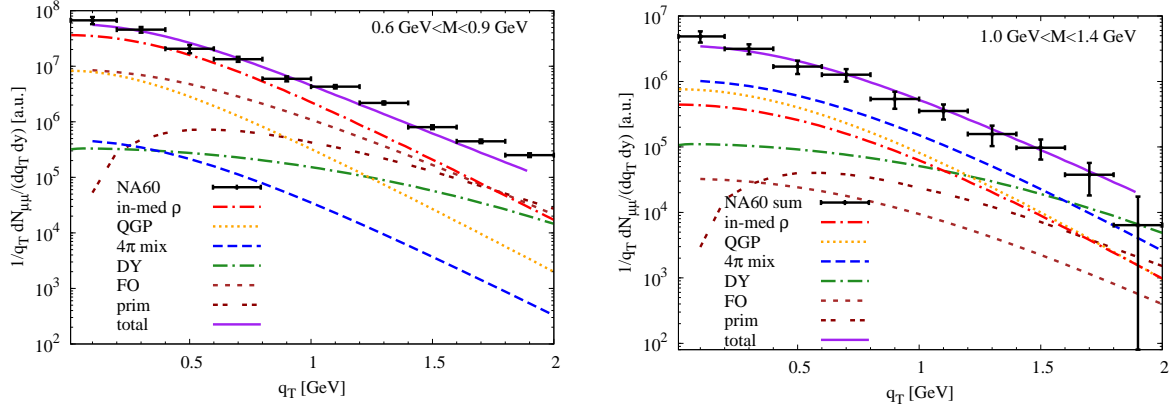 1/q_T dN_μμ/(dq_T dy) [a.u.]
10^8
10^7
10^6
10^5
10^4
10^3
10^2
0.6 GeV<M<0.9 GeV
NA60
in-med ρ
QGP
4π mix
DY
FO
prim
total
0.5
1
1.5
2
q_T [GeV]
1/q_T dN_μμ/(dq_T dy) [a.u.]
10^7
10^6
10^5
10^4
10^3
10^2
1.0 GeV<M<1.4 GeV
NA60 sum
in-med ρ
QGP
4π mix
DY
FO
prim
total
0.5
1
1.5
2
q_T [GeV]